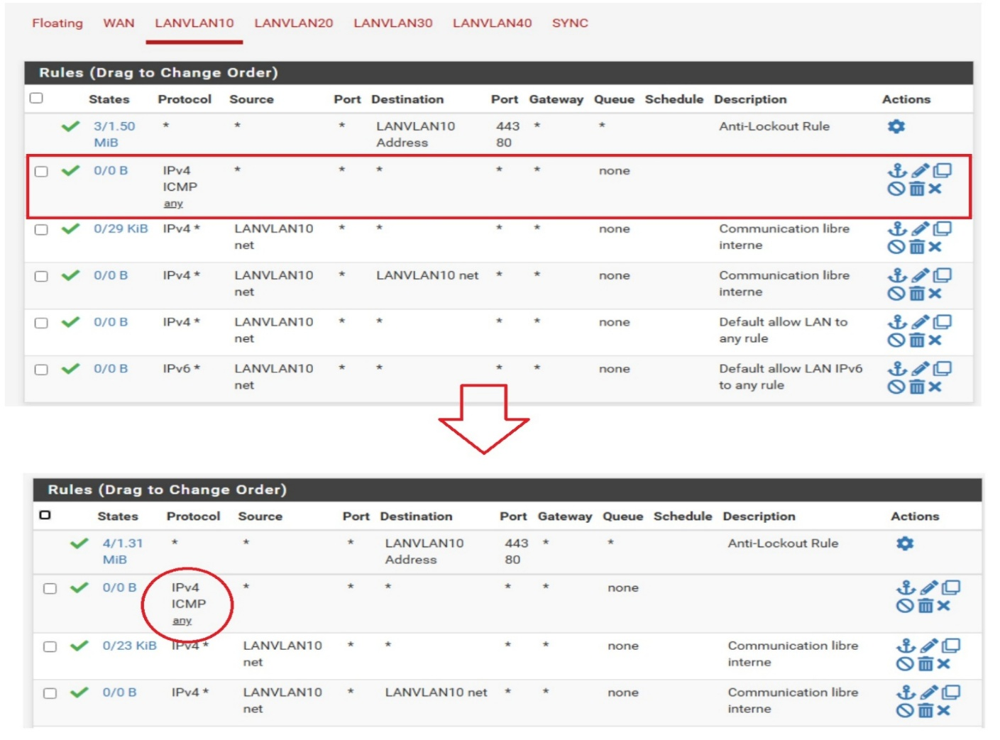 Floating WAN LANVLAN10 LANVLAN20 LANVLAN30 LANVLAN40 SYNC
Rules (Drag to Change Order)
States Protocol Source Port Destination Port Gateway Queue Schedule Description Actions
3/1.50 * * * LANVLAN10 443 * * Anti-Lockout Rule
MiB Address 80
0/0 B IPv4 * * * * * none
ICMP
any
0/29 KiB IPv4 * LANVLAN10 * * * * none Communication libre
net interne
0/0 B IPv4 * LANVLAN10 * LANVLAN10 net * * none Communication libre
net interne
0/0 B IPv4 * LANVLAN10 * * * * none Default allow LAN to
net any rule
0/0 B IPv6 * LANVLAN10 * * * * none Default allow LAN IPv6
net to any rule
Rules (Drag to Change Order)
States Protocol Source Port Destination Port Gateway Queue Schedule Description Actions
4/1.31 * * * LANVLAN10 443 * * Anti-Lockout Rule
MiB Address 80
0/0 B IPv4 * * * * * none
ICMP
any
0/23 KiB IPv4 * LANVLAN10 * * * * none Communication libre
net interne
0/0 B IPv4 * LANVLAN10 * LANVLAN10 net * * none Communication libre
net interne